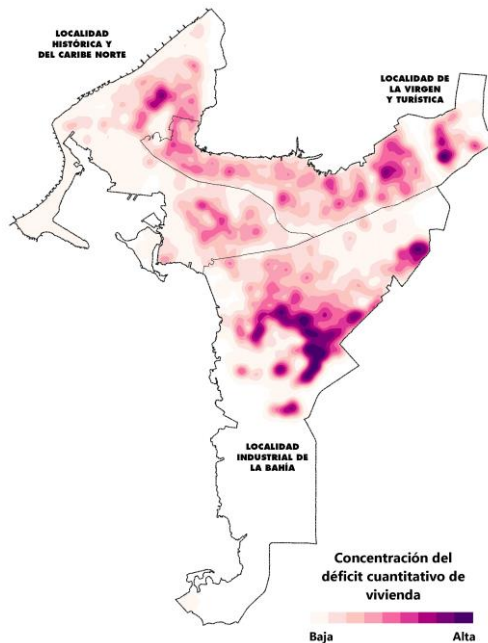 LOCALIDAD
HISTÓRICA Y
DEL CARIBE NORTE
LOCALIDAD DE
LA VIRGEN
Y TURÍSTICA
LOCALIDAD
INDUSTRIAL DE
LA BAHÍA
Concentración del
déficit cuantitativo de
vivienda
Baja Alta